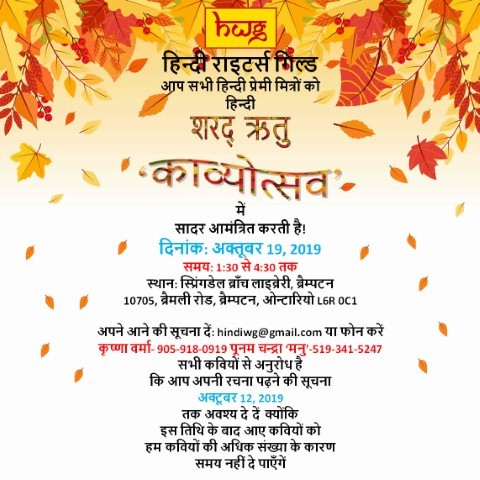 hwg
हिन्दी राइटर्स गिल्ड
आप सभी हिन्दी प्रेमी मित्रों को
हिन्दी
शरद् ऋतु
‘काव्योत्सव’
में
सादर आमंत्रित करती है!
दिनांक: अक्तूबर 19, 2019
समय: 1:30 से 4:30 तक
स्थान: स्प्रिंगडेल ब्राँच लाइब्रेरी, ब्रैम्पटन
10705, ब्रैमली रोड, ब्रैम्पटन, ओन्टारियो L6R 0C1
अपने आने की सूचना दें: hindiwg@gmail.com या फोन करें
कृष्णा वर्मा- 905-918-0919 पूनम चन्द्रा ‘मनु’-519-341-5247
सभी कवियों से अनुरोध है
कि आप अपनी रचना पढ़ने की सूचना
अक्टूबर 12, 2019
तक अवश्य दे दें क्योंकि
इस तिथि के बाद आए कवियों को
हम कवियों की अधिक संख्या के कारण
समय नहीं दे पाएँगें